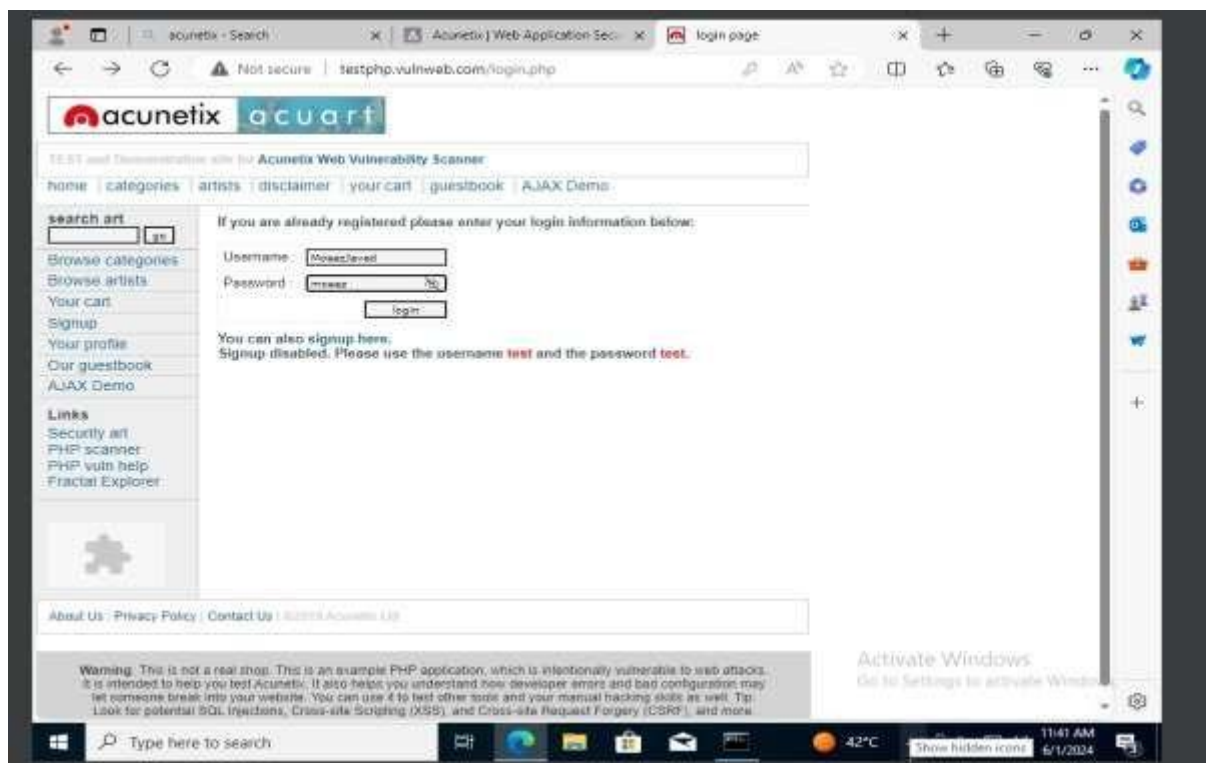 acunetix - Search
Acunetix | Web Application Sec
login page
Not secure | testphp.vulnweb.com/login.php
acunetix acuart
TEST and Demonstration site for Acunetix Web Vulnerability Scanner
home | categories | artists | disclaimer | your cart | guestbook | AJAX Demo
search art
go
Browse categories
Browse artists
Your cart
Signup
Your profile
Our guestbook
AJAX Demo
Links
Security art
PHP scanner
PHP vuln help
Fractal Explorer
If you are already registered please enter your login information below:
Username : MoeezJaved
Password : moeez
login
You can also signup here.
Signup disabled. Please use the username test and the password test.
About Us | Privacy Policy | Contact Us | Acunetix Ltd
Warning: This is not a real shop. This is an example PHP application, which is intentionally vulnerable to web attacks.
It is intended to help you test Acunetix. It also helps you understand how developer errors and bad configuration may
let someone break into your website. You can use it to test other tools and your manual hacking skills as well. Tip:
Look for potential SQL Injections, Cross-site Scripting (XSS), and Cross-site Request Forgery (CSRF), and more.
Activate Windows
Go to Settings to activate Windows
Type here to search
42°C
Show hidden icons
11:41 AM
6/1/2024